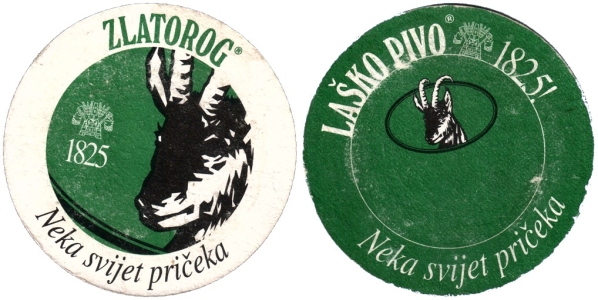 ZLATOROG®
1825
Neka svijet pričeka
LAŠKO PIVO® 1825!
Neka svijet pričeka